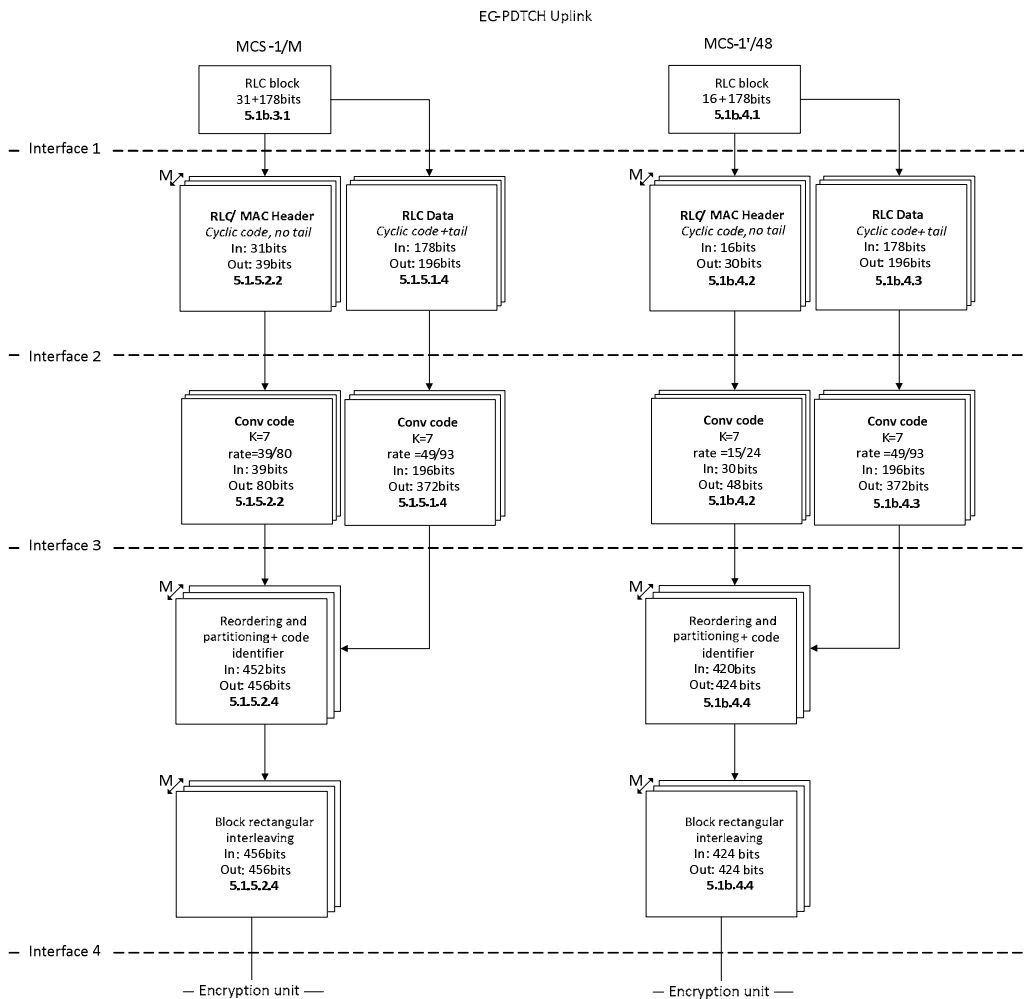 EC-PDTCH Uplink
MCS-1/M
RLC block
31+178bits
5.1b.3.1
MCS-1'/48
RLC block
16+178bits
5.1b.4.1
Interface 1
M
RLC/ MAC Header
Cyclic code, no tail
In: 31bits
Out: 39bits
5.1.5.2.2
RLC Data
Cyclic code+tail
In: 178bits
Out: 196bits
5.1.5.1.4
M
RLC/ MAC Header
Cyclic code, no tail
In: 16bits
Out: 30bits
5.1b.4.2
RLC Data
Cyclic code+tail
In: 178bits
Out: 196bits
5.1b.4.3
Interface 2
Conv code
K=7
rate=39/80
In: 39bits
Out: 80bits
5.1.5.2.2
Conv code
K=7
rate =49/93
In: 196bits
Out: 372bits
5.1.5.1.4
Conv code
K=7
rate =15/24
In: 30bits
Out: 48bits
5.1b.4.2
Conv code
K=7
rate =49/93
In: 196bits
Out: 372bits
5.1b.4.3
Interface 3
M
Reordering and
partitioning+ code
identifier
In: 452bits
Out: 456bits
5.1.5.2.4
M
Reordering and
partitioning+ code
identifier
In: 420bits
Out: 424bits
5.1b.4.4
M
Block rectangular
interleaving
In: 456bits
Out: 456bits
5.1.5.2.4
M
Block rectangular
interleaving
In: 424 bits
Out: 424 bits
5.1b.4.4
Interface 4
Encryption unit
Encryption unit